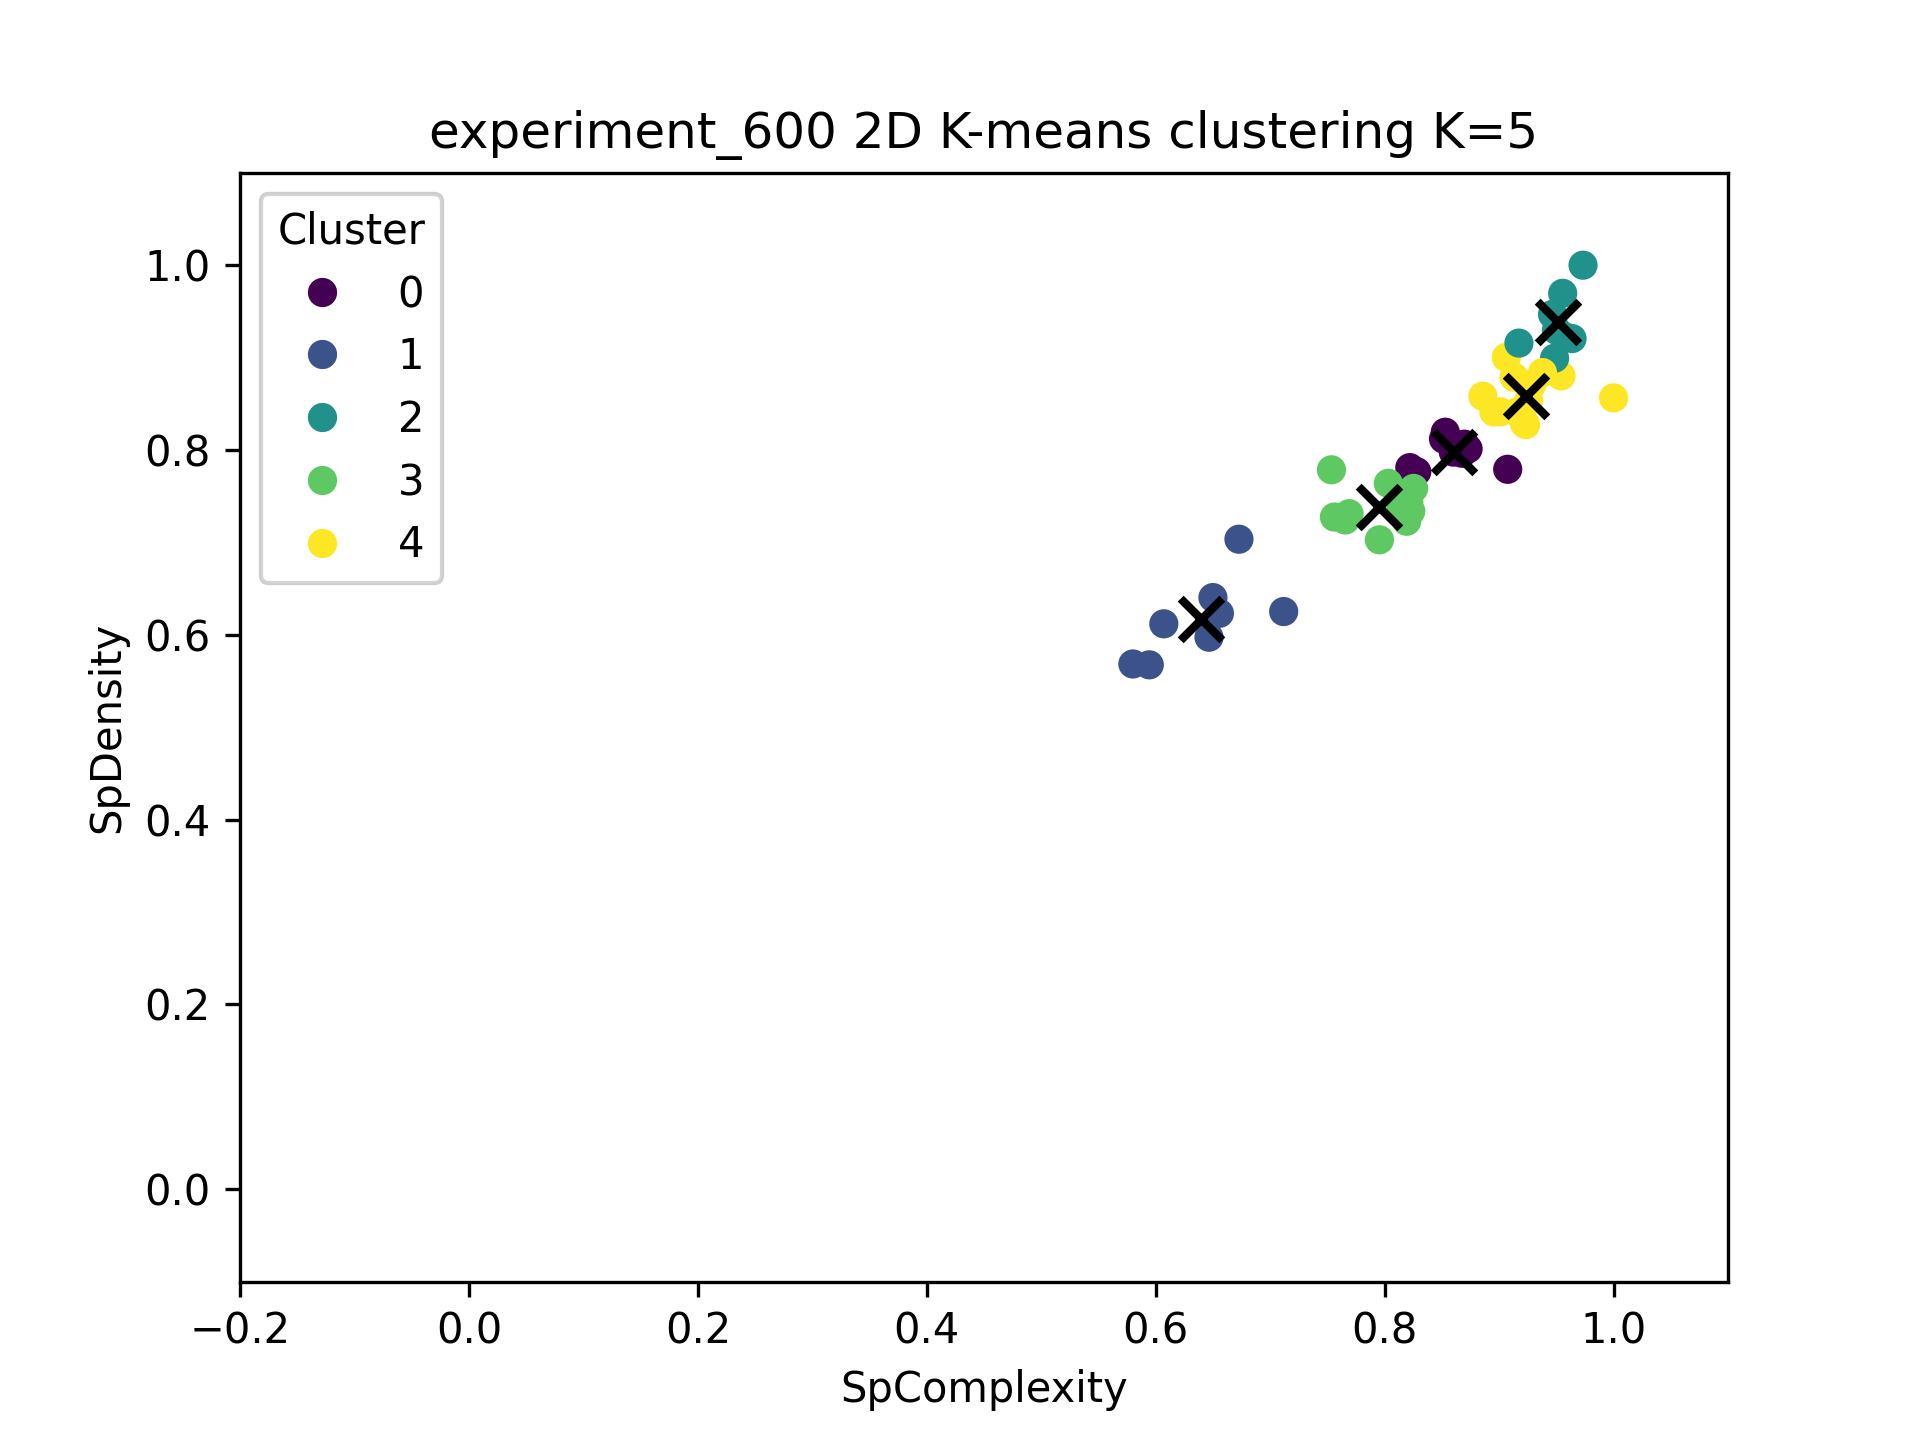 experiment_600 2D K-means clustering K=5
Cluster
0
1
2
3
4
1.0
0.8
0.6
0.4
0.2
0.0
SpDensity
−0.2 0.0 0.2 0.4 0.6 0.8 1.0
SpComplexity